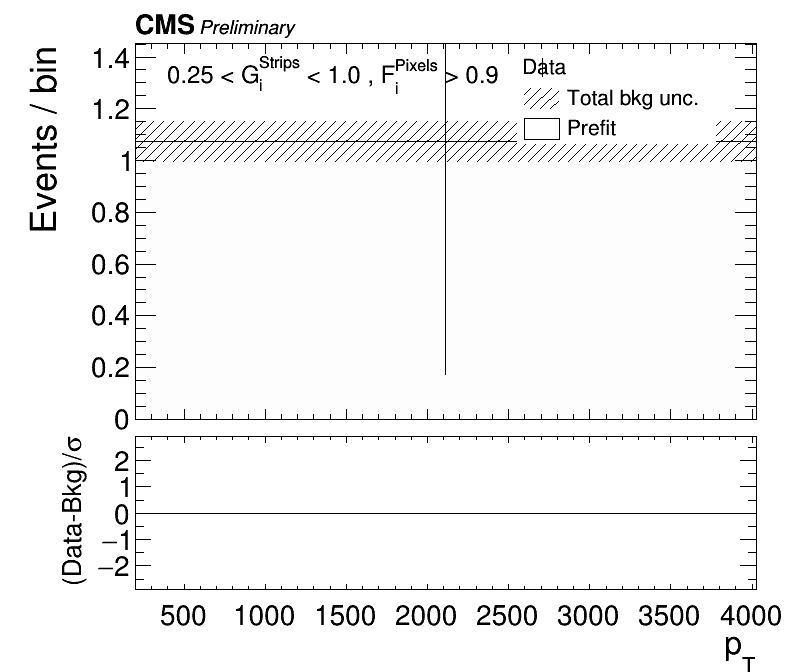 CMS Preliminary
0.25 < G_i^Strips < 1.0 , F_i^Pixels > 0.9
Data
Total bkg unc.
Prefit
Events / bin
1.4
1.2
1
0.8
0.6
0.4
0.2
0
(Data-Bkg)/σ
2
1
0
−1
−2
500 1000 1500 2000 2500 3000 3500 4000
p_T